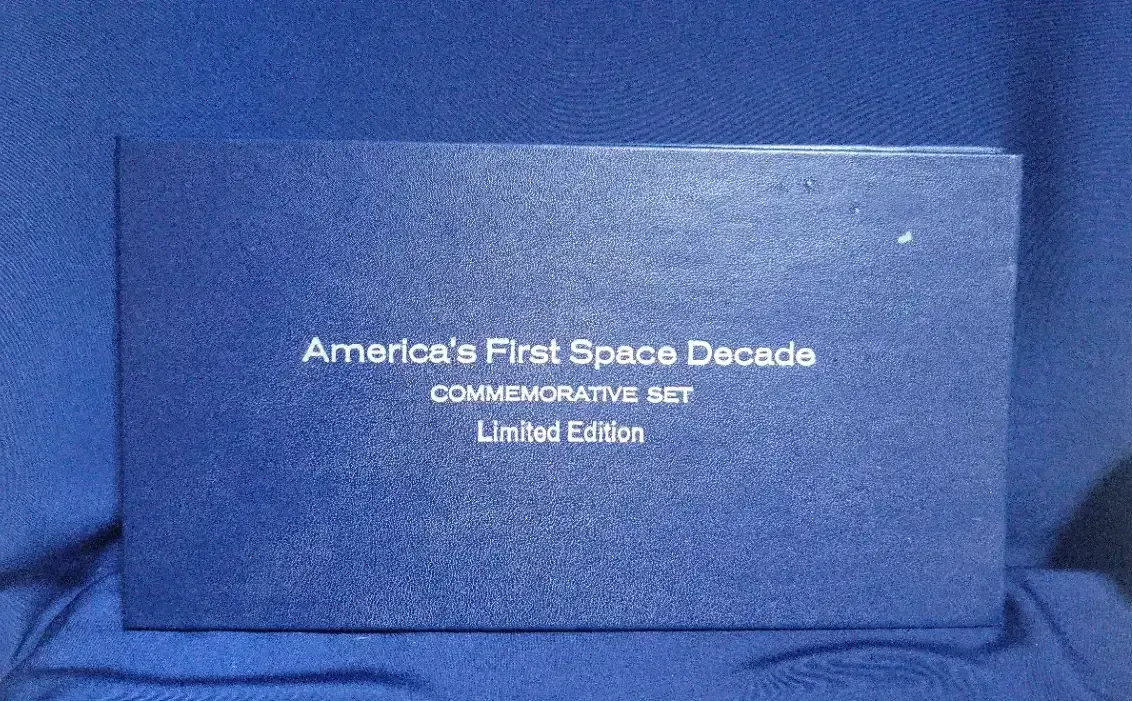 America's First Space Decade
COMMEMORATIVE SET
Limited Edition